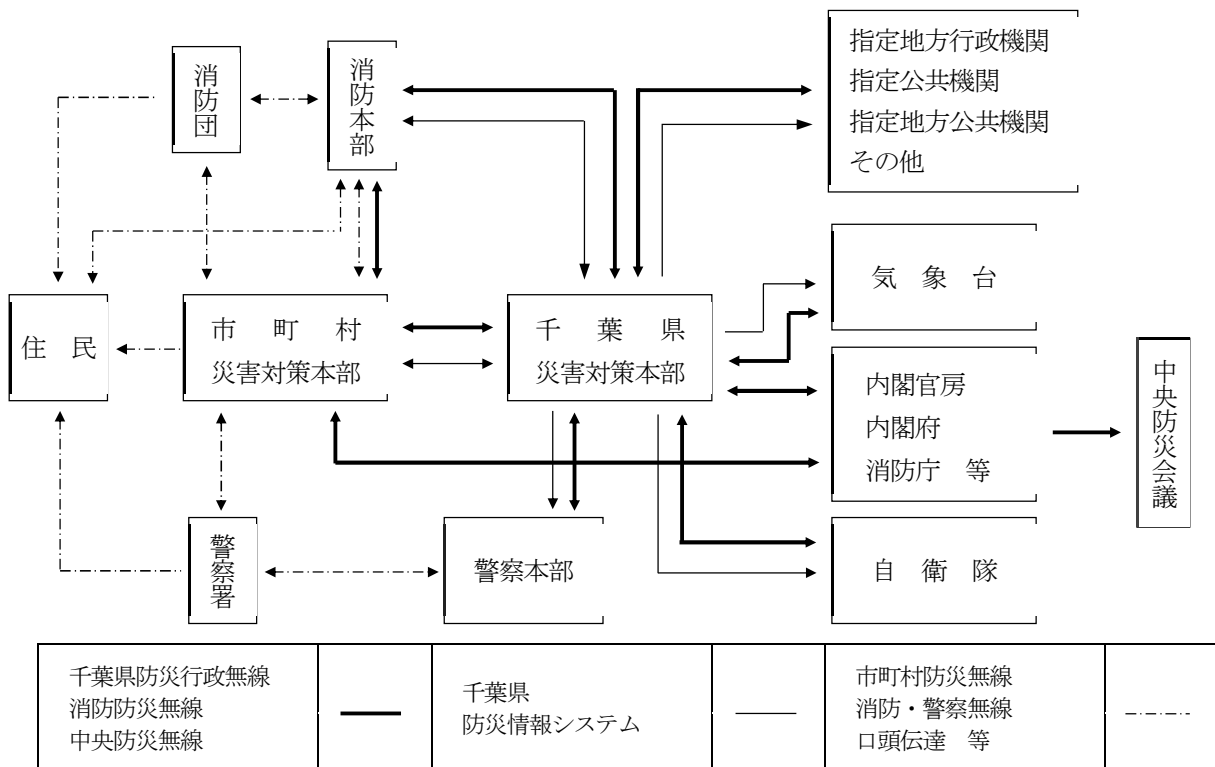 消防団
消防本部
指定地方行政機関
指定公共機関
指定地方公共機関
その他
気象台
住民
市町村
災害対策本部
千葉県
災害対策本部
内閣官房
内閣府
消防庁 等
中央防災会議
警察署
警察本部
自衛隊
千葉県防災行政無線
消防防災無線
中央防災無線
千葉県
防災情報システム
市町村防災無線
消防・警察無線
口頭伝達 等